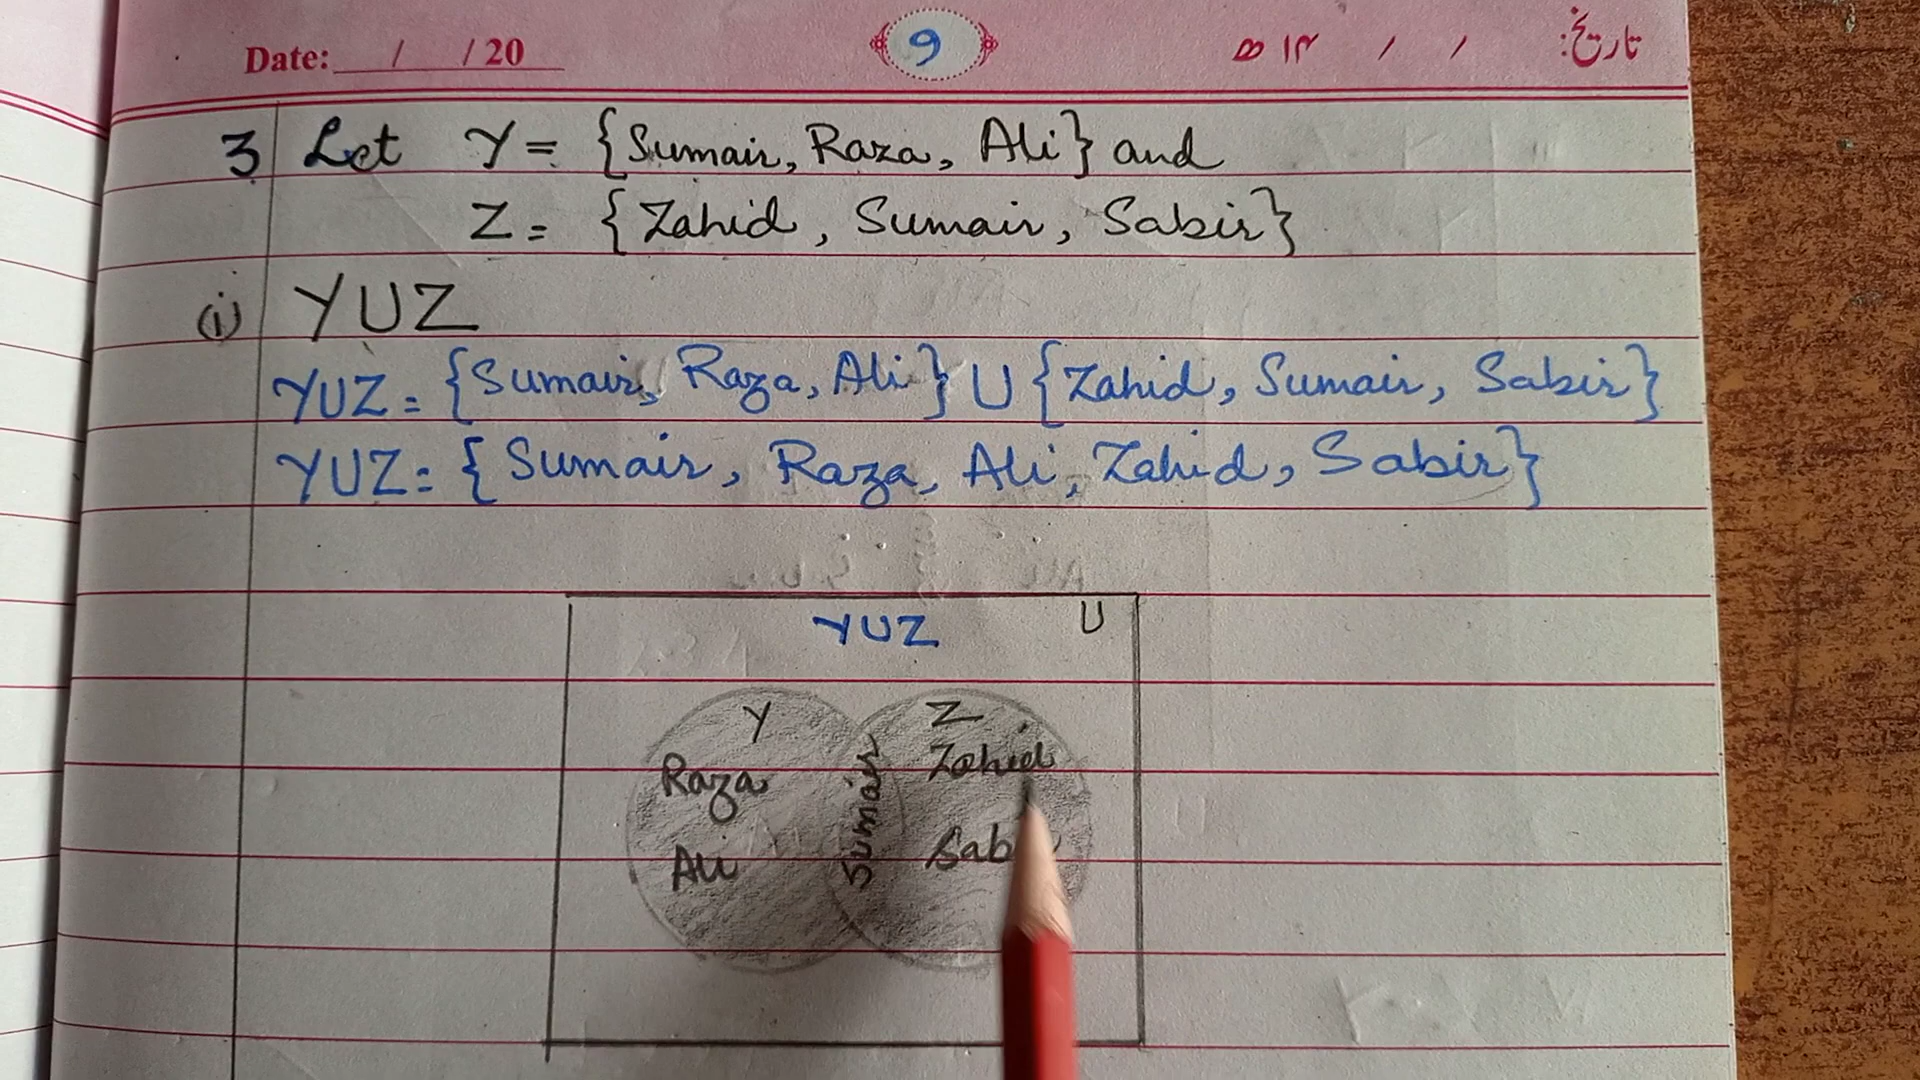 Date: / / 20 9 تاریخ: / / ۱۴ ھ
3 Let Y = {Sumair, Raza, Ali} and
Z = {Zahid, Sumair, Sabir}
(i) YUZ
YUZ = {Sumair, Raza, Ali} U {Zahid, Sumair, Sabir}
YUZ = {Sumair, Raza, Ali, Zahid, Sabir}
YUZ U
Y Z
Raza Sumair Zahid
Ali